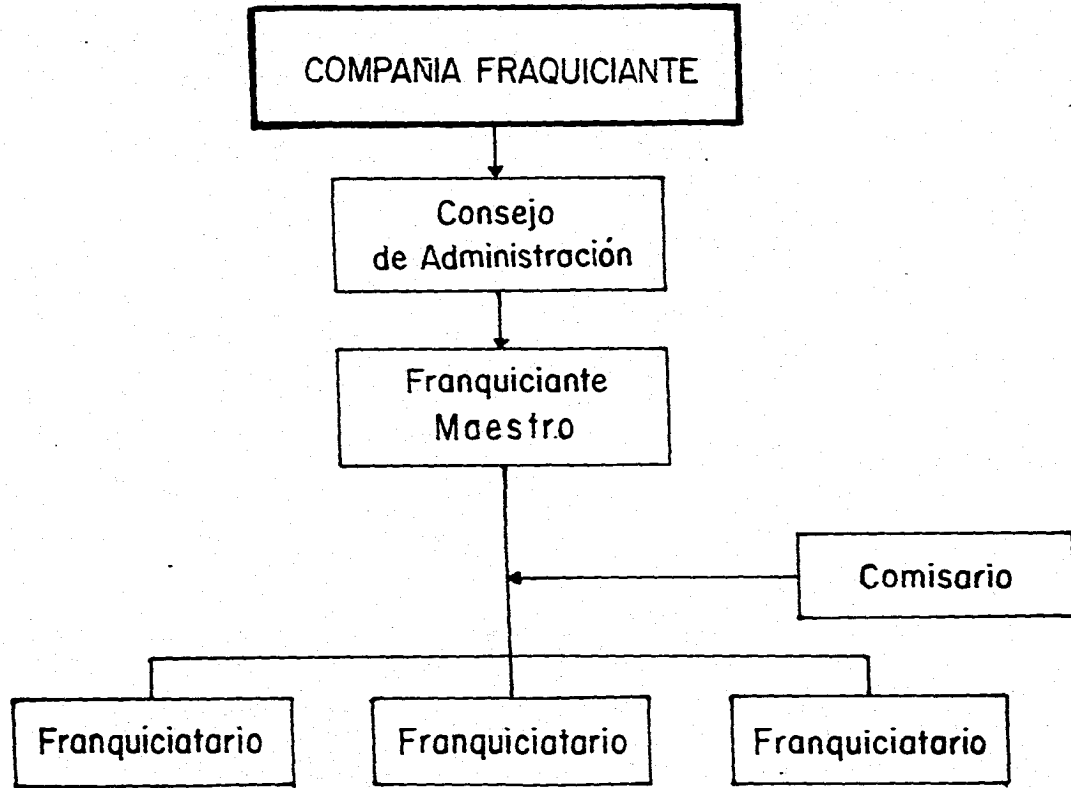 COMPAÑIA FRAQUICIANTE
Consejo
de Administración
Franquiciante
Maestro
Comisario
Franquiciatario
Franquiciatario
Franquiciatario